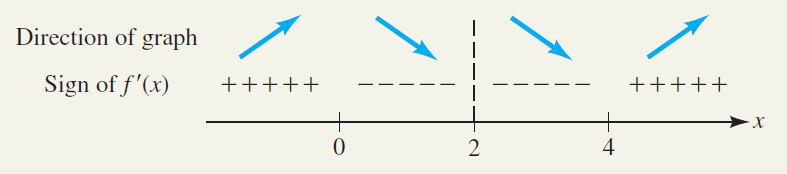 Direction of graph
Sign of f′(x) +++++ ----- ----- +++++
x
0 2 4